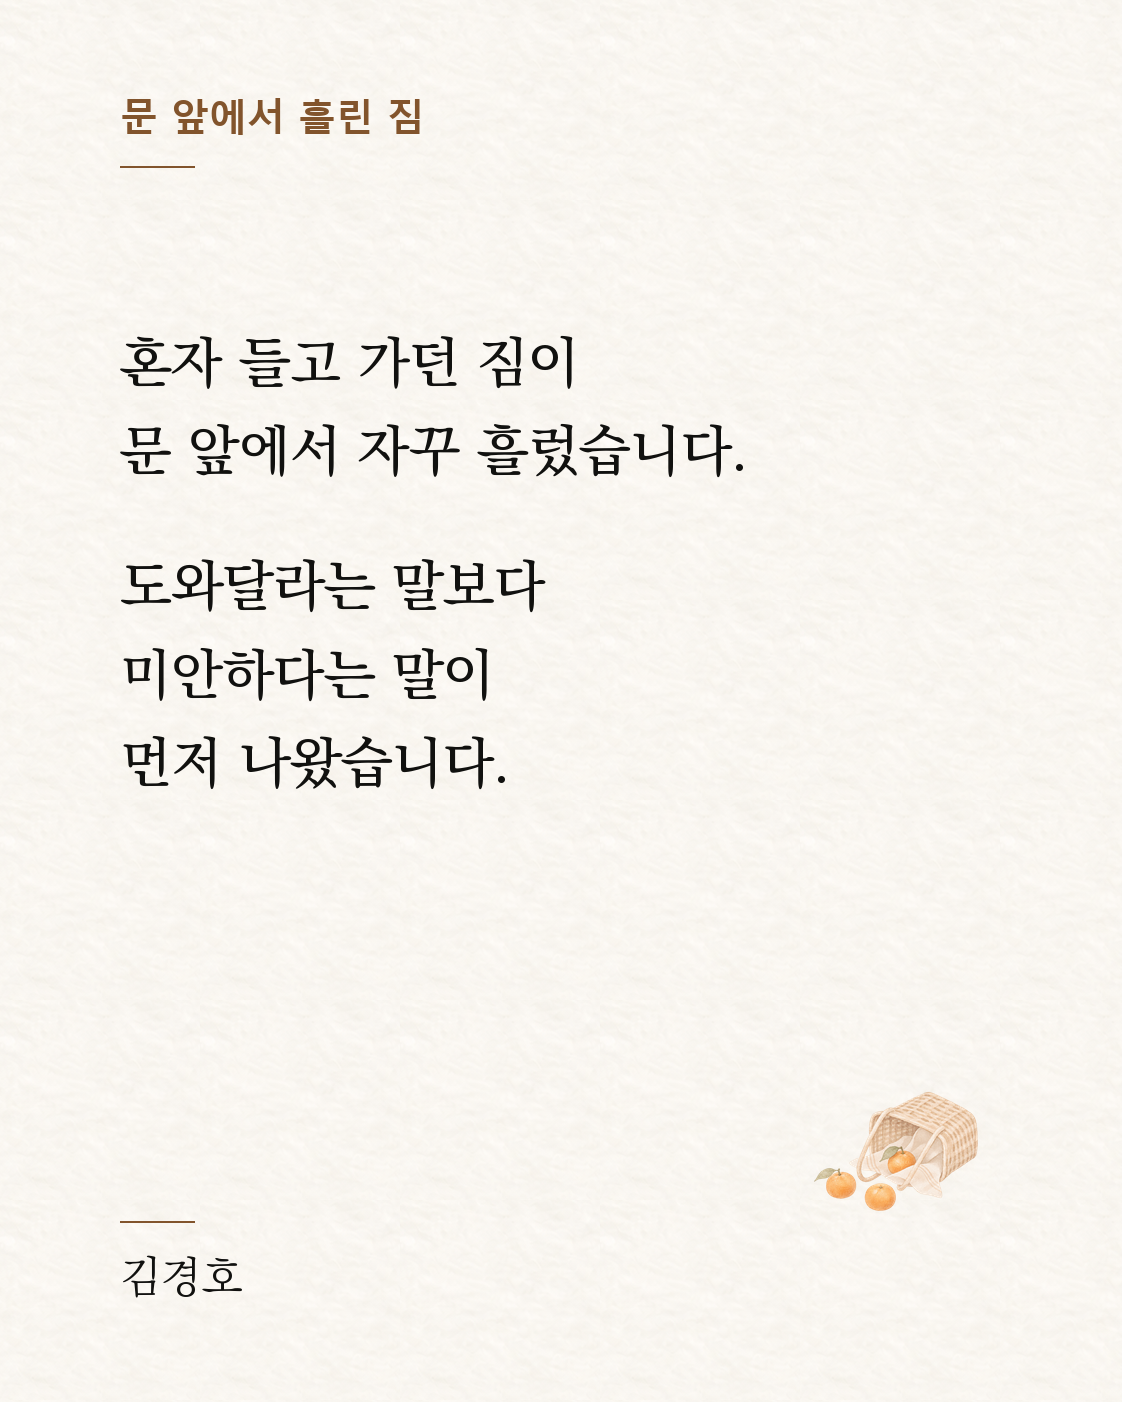 문 앞에서 흘린 짐
혼자 들고 가던 짐이
문 앞에서 자꾸 흘렀습니다.
도와달라는 말보다
미안하다는 말이
먼저 나왔습니다.
김경호